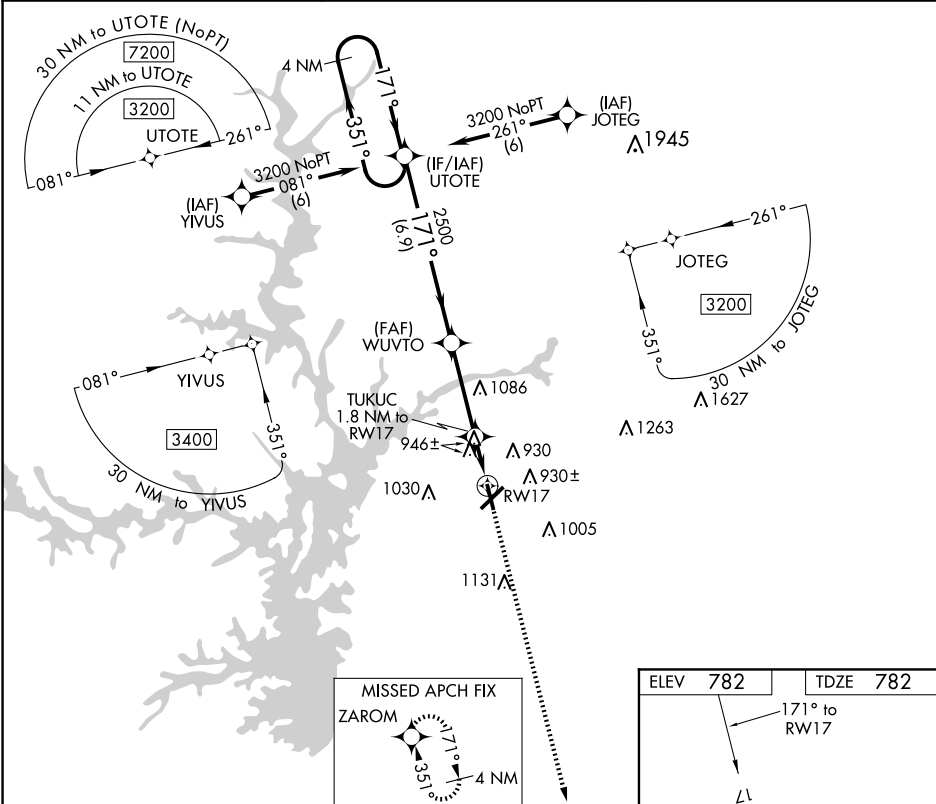 30 NM to UTOTE (NoPT)
7200
11 NM to UTOTE
3200
UTOTE
081°
261°
4 NM
171°
351°
3200 NoPT
261°
(6)
(IAF)
JOTEG
1945
(IF/IAF)
UTOTE
3200 NoPT
081°
(6)
(IAF)
YIVUS
2500
171°
(6.9)
261°
JOTEG
3200
351°
30 NM to JOTEG
(FAF)
WUVTO
081°
YIVUS
3400
351°
30 NM to YIVUS
1086
1627
1263
TUKUC
1.8 NM to
RW17
946±
930
930±
RW17
1030
1005
1131
MISSED APCH FIX
ZAROM
171°
351°
4 NM
ELEV 782
TDZE 782
171° to
RW17
17